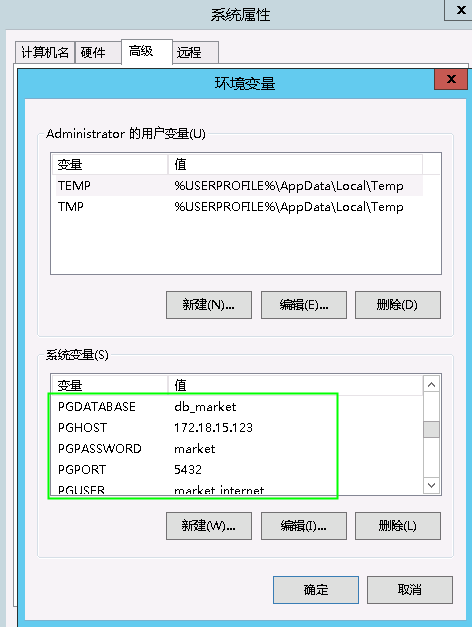 系统属性
x
计算机名 硬件 高级 远程
环境变量
x
Administrator 的用户变量(U)
变量 值
TEMP %USERPROFILE%\AppData\Local\Temp
TMP %USERPROFILE%\AppData\Local\Temp
新建(N)... 编辑(E)... 删除(D)
系统变量(S)
变量 值
PGDATABASE db_market
PGHOST 172.18.15.123
PGPASSWORD market
PGPORT 5432
PGUSER market_internet
新建(W)... 编辑(I)... 删除(L)
确定 取消